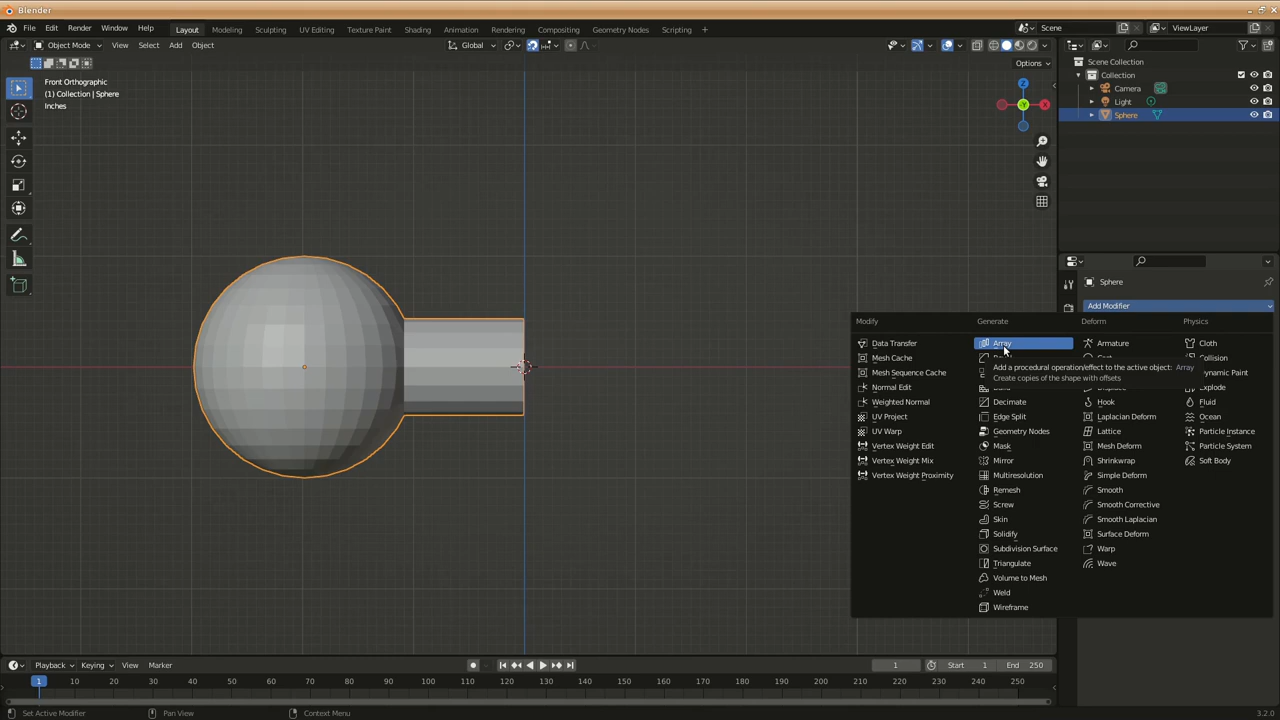 Blender
File Edit Render Window Help
Layout Modeling Sculpting UV Editing Texture Paint Shading Animation Rendering Compositing Geometry Nodes Scripting +
Scene
ViewLayer
Object Mode View Select Add Object
Global
Options
Front Orthographic
(1) Collection | Sphere
Inches
Z
-Y
X
Scene Collection
Collection
Camera
Light
Sphere
Sphere
Add Modifier
Modify Generate Deform Physics
Data Transfer Array Armature Cloth
Mesh Cache Collision
Mesh Sequence Cache Add a procedural operation/effect to the active object: Array Dynamic Paint
Create copies of the shape with offsets
Normal Edit Explode
Weighted Normal Decimate Hook Fluid
UV Project Edge Split Laplacian Deform Ocean
UV Warp Geometry Nodes Lattice Particle Instance
Vertex Weight Edit Mask Mesh Deform Particle System
Vertex Weight Mix Mirror Shrinkwrap Soft Body
Vertex Weight Proximity Multiresolution Simple Deform
Remesh Smooth
Screw Smooth Corrective
Skin Smooth Laplacian
Solidify Surface Deform
Subdivision Surface Warp
Triangulate Wave
Volume to Mesh
Weld
Wireframe
Playback Keying View Marker 1 Start 1 End 250
1 10 20 30 40 50 60 70 80 90 100 110 120 130 140 150 160 170 180 190 200 210 220 230 240 250
Set Active Modifier Pan View Context Menu 3.2.0